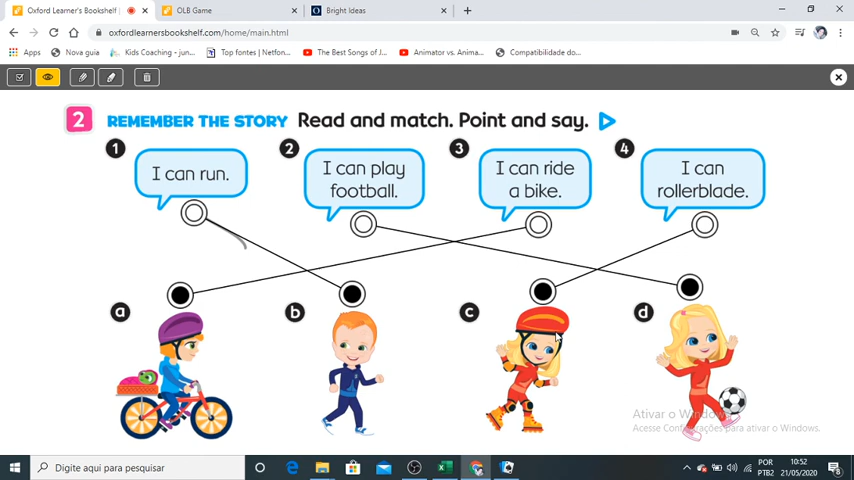 Oxford Learner's Bookshelf |
OLB Game
Bright Ideas
oxfordlearnersbookshelf.com/home/main.html
Apps
Nova guia
Kids Coaching - jun...
Top fontes | Netfon...
The Best Songs of J...
Animator vs. Anima...
Compatibilidade do...
2 REMEMBER THE STORY Read and match. Point and say.
1 2 3 4
I can run.
I can play
football.
I can ride
a bike.
I can
rollerblade.
a b c d
Ativar o Windows
Acesse Configurações para ativar o Windows.
Digite aqui para pesquisar
POR
PTB2
10:52
21/05/2020